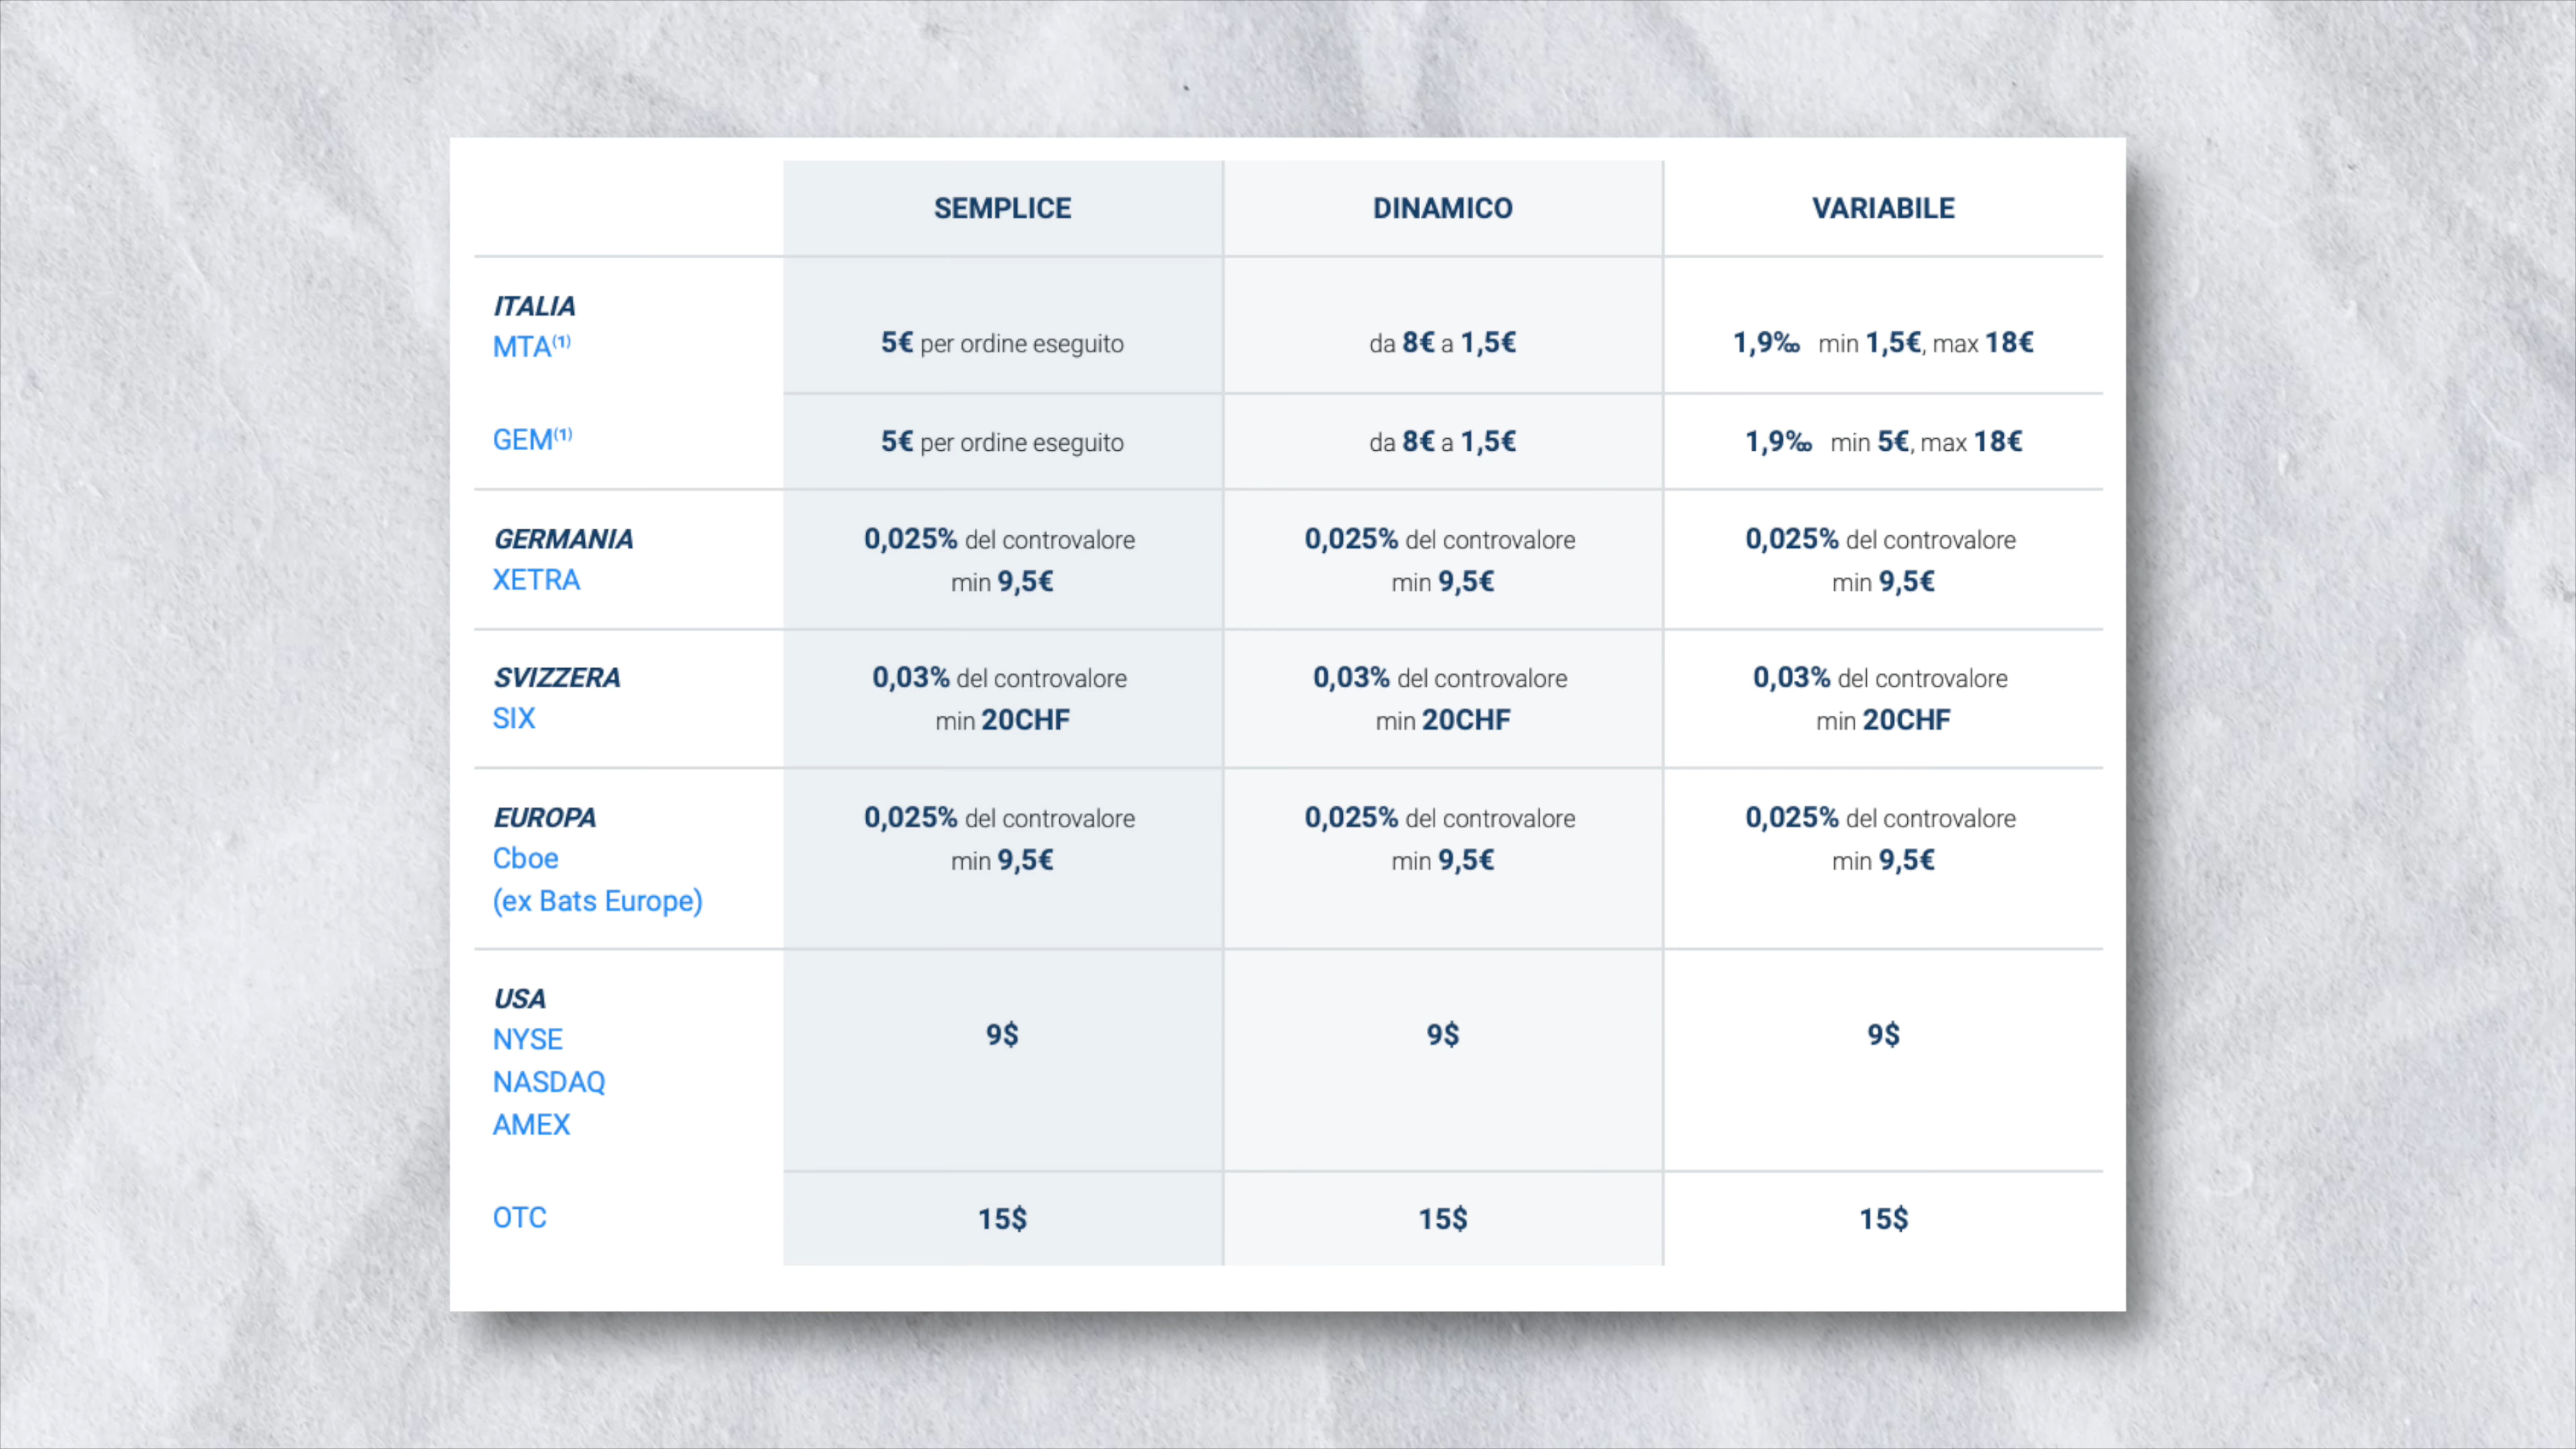 SEMPLICE DINAMICO VARIABILE
ITALIA
MTA(1) 5€ per ordine eseguito da 8€ a 1,5€ 1,9‰ min 1,5€, max 18€
GEM(1) 5€ per ordine eseguito da 8€ a 1,5€ 1,9‰ min 5€, max 18€
GERMANIA 0,025% del controvalore 0,025% del controvalore 0,025% del controvalore
XETRA min 9,5€ min 9,5€ min 9,5€
SVIZZERA 0,03% del controvalore 0,03% del controvalore 0,03% del controvalore
SIX min 20CHF min 20CHF min 20CHF
EUROPA 0,025% del controvalore 0,025% del controvalore 0,025% del controvalore
Cboe min 9,5€ min 9,5€ min 9,5€
(ex Bats Europe)
USA
NYSE 9$ 9$ 9$
NASDAQ
AMEX
OTC 15$ 15$ 15$